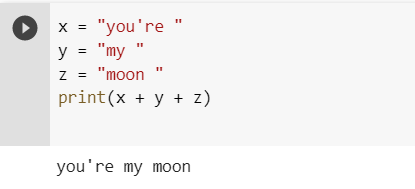 x = "you're "
y = "my "
z = "moon "
print(x + y + z)
you're my moon